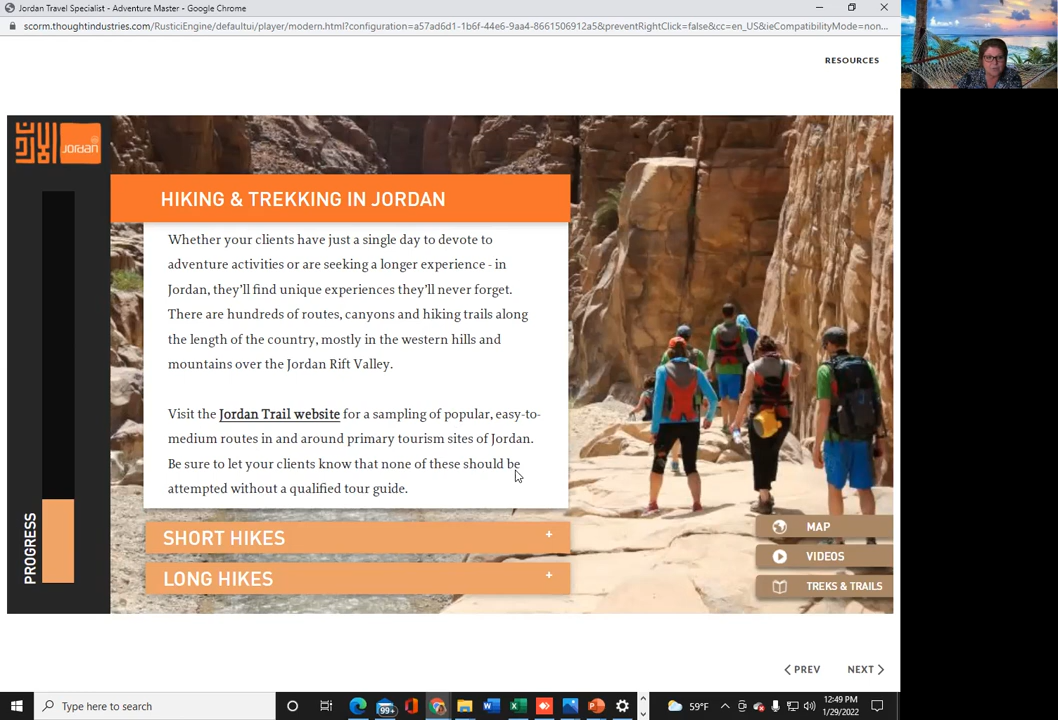 Jordan Travel Specialist - Adventure Master - Google Chrome
scorm.thoughtindustries.com/RusticEngine/defaultui/player/modern.html?configuration=a57ad6d1-1b6f-44e6-9aa4-8661506912a5&preventRightClick=false&cc=en_US&ieCompatibilityMode=non...
RESOURCES
الأردن
Jordan
HIKING & TREKKING IN JORDAN
Whether your clients have just a single day to devote to
adventure activities or are seeking a longer experience - in
Jordan, they'll find unique experiences they'll never forget.
There are hundreds of routes, canyons and hiking trails along
the length of the country, mostly in the western hills and
mountains over the Jordan Rift Valley.
Visit the Jordan Trail website for a sampling of popular, easy-to-
medium routes in and around primary tourism sites of Jordan.
Be sure to let your clients know that none of these should be
attempted without a qualified tour guide.
SHORT HIKES +
LONG HIKES +
PROGRESS
MAP
VIDEOS
TREKS & TRAILS
PREV
NEXT
Type here to search
99+
59°F
12:49 PM
1/29/2022